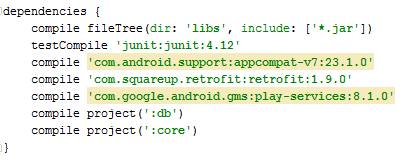 dependencies {
    compile fileTree(dir: 'libs', include: ['*.jar'])
    testCompile 'junit:junit:4.12'
    compile 'com.android.support:appcompat-v7:23.1.0'
    compile 'com.squareup.retrofit:retrofit:1.9.0'
    compile 'com.google.android.gms:play-services:8.1.0'
    compile project(':db')
    compile project(':core')
}